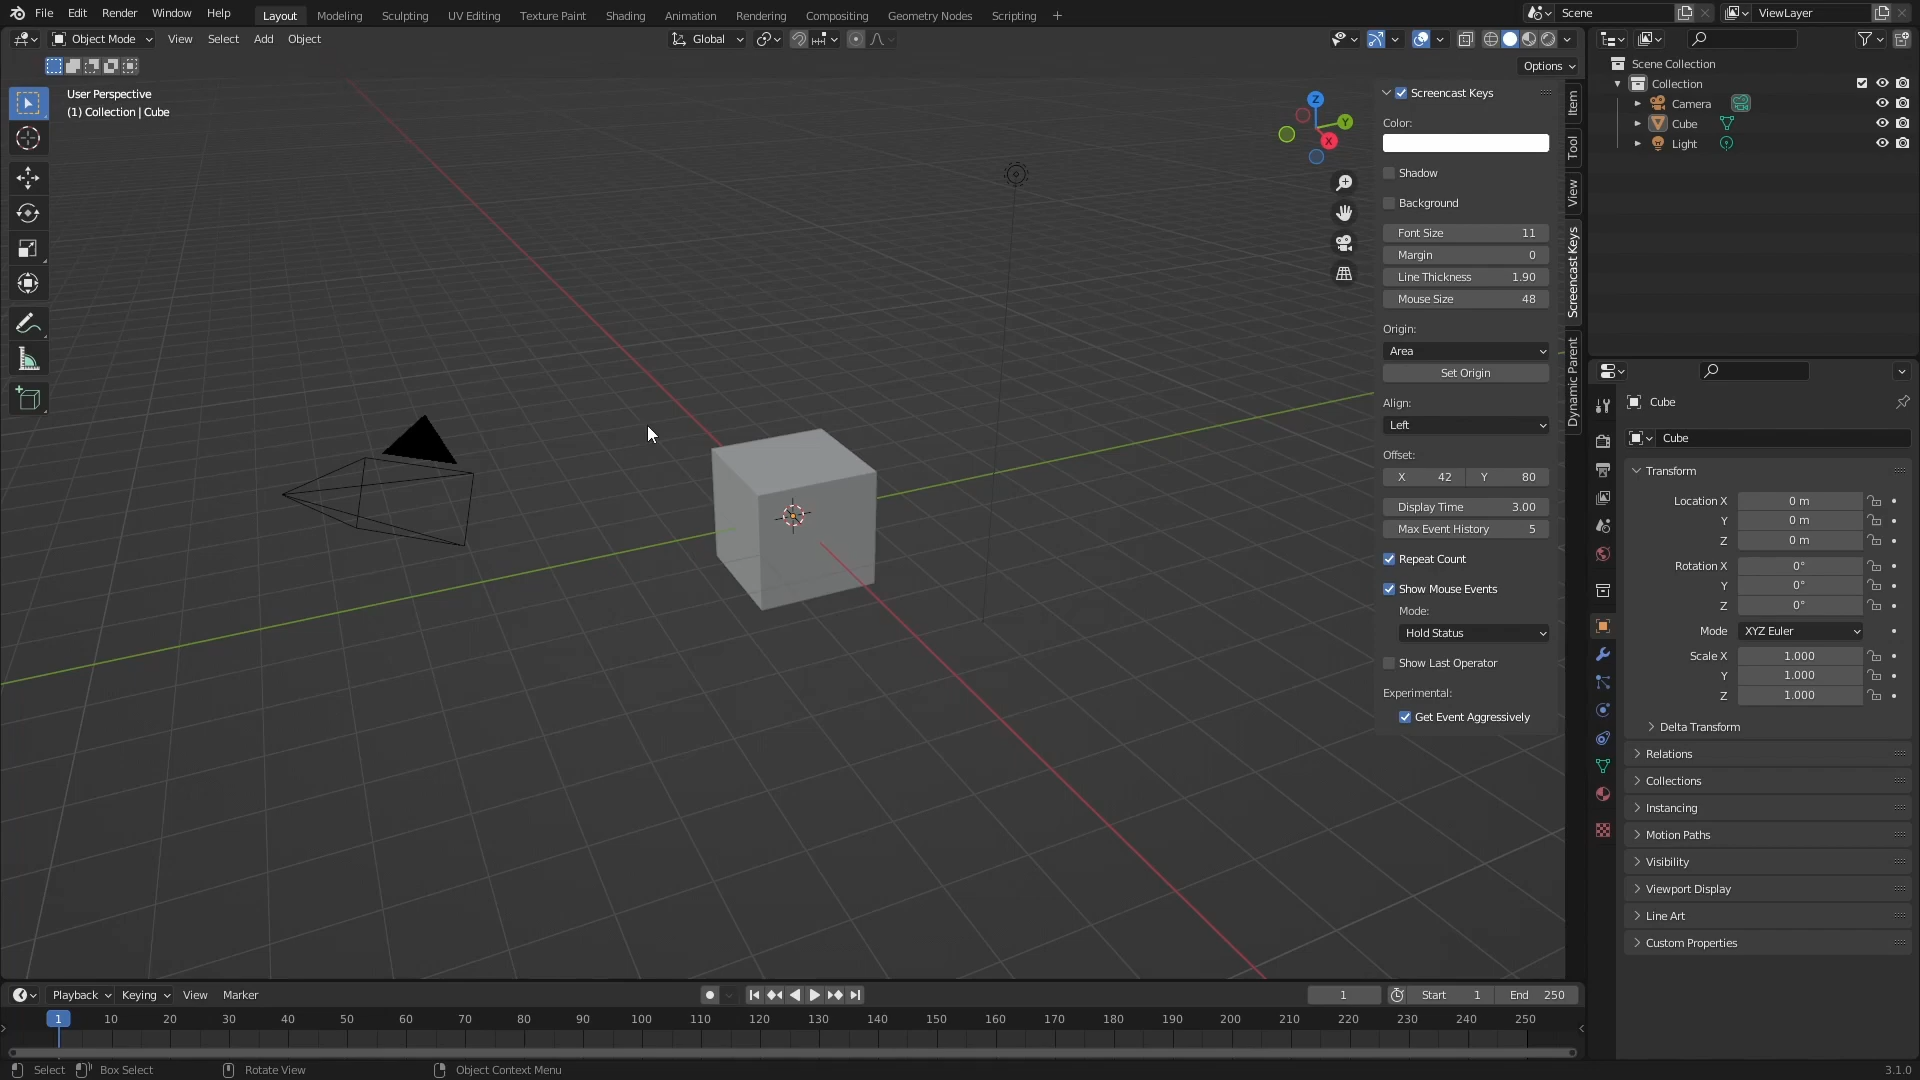 File Edit Render Window Help Layout Modeling Sculpting UV Editing Texture Paint Shading Animation Rendering Compositing Geometry Nodes Scripting + Scene ViewLayer
Object Mode View Select Add Object Global
Options
User Perspective
(1) Collection | Cube
Z
Y
X
Screencast Keys
Color:
Shadow
Background
Font Size 11
Margin 0
Line Thickness 1.90
Mouse Size 48
Origin:
Area
Set Origin
Align:
Left
Offset:
X 42 Y 80
Display Time 3.00
Max Event History 5
Repeat Count
Show Mouse Events
Mode:
Hold Status
Show Last Operator
Experimental:
Get Event Aggressively
Item
Tool
View
Screencast Keys
Dynamic Parent
Scene Collection
Collection
Camera
Cube
Light
Cube
Cube
Transform
Location X 0 m
Y 0 m
Z 0 m
Rotation X 0°
Y 0°
Z 0°
Mode XYZ Euler
Scale X 1.000
Y 1.000
Z 1.000
Delta Transform
Relations
Collections
Instancing
Motion Paths
Visibility
Viewport Display
Line Art
Custom Properties
Playback Keying View Marker 1 Start 1 End 250
1 10 20 30 40 50 60 70 80 90 100 110 120 130 140 150 160 170 180 190 200 210 220 230 240 250
Select Box Select Rotate View Object Context Menu 3.1.0